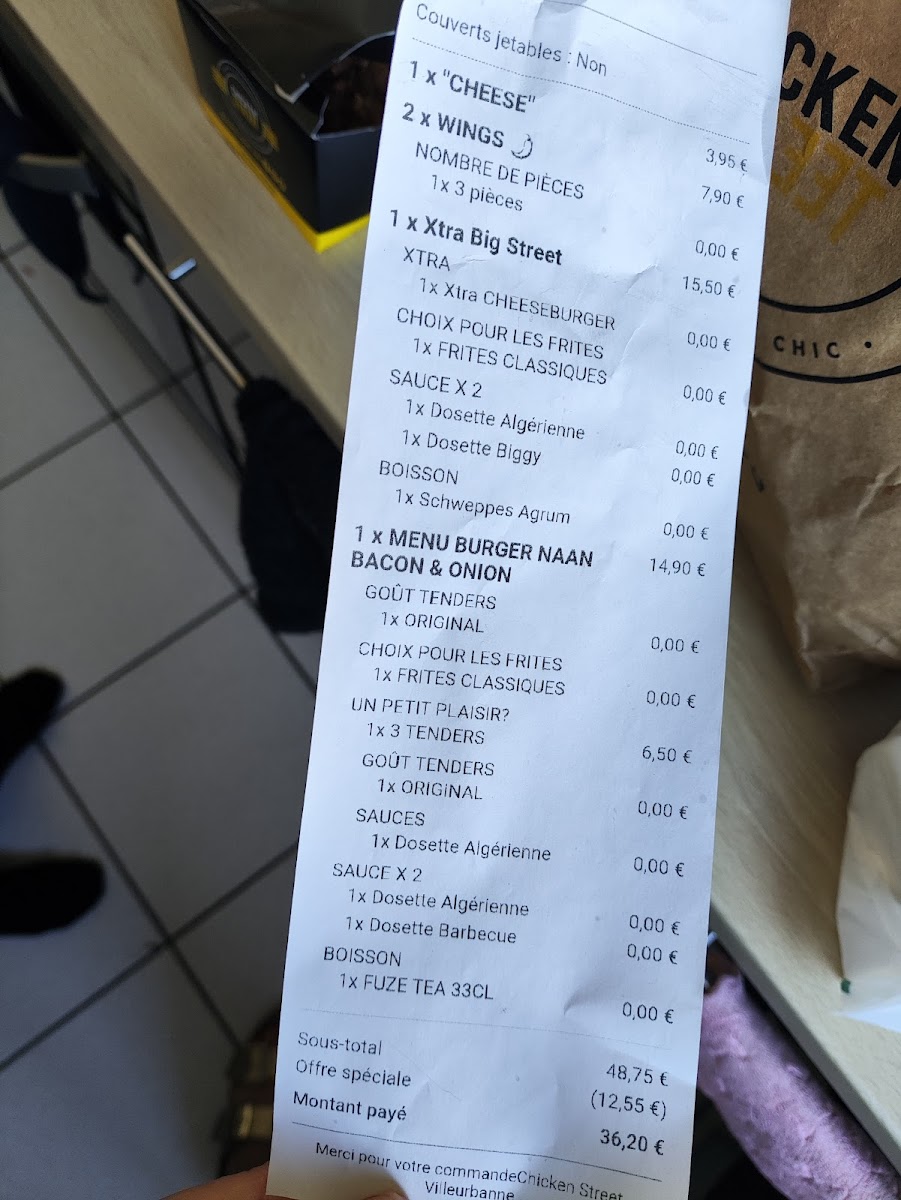 Couverts jetables : Non
1 x "CHEESE" 3,95 €
2 x WINGS 7,90 €
NOMBRE DE PIÈCES
1x 3 pièces 0,00 €
1 x Xtra Big Street 15,50 €
XTRA
1x Xtra CHEESEBURGER 0,00 €
CHOIX POUR LES FRITES
1x FRITES CLASSIQUES 0,00 €
SAUCE X 2
1x Dosette Algérienne 0,00 €
1x Dosette Biggy 0,00 €
BOISSON
1x Schweppes Agrum 0,00 €
1 x MENU BURGER NAAN 14,90 €
BACON & ONION
GOÛT TENDERS
1x ORIGINAL 0,00 €
CHOIX POUR LES FRITES
1x FRITES CLASSIQUES 0,00 €
UN PETIT PLAISIR?
1x 3 TENDERS 6,50 €
GOÛT TENDERS
1x ORIGiNAL 0,00 €
SAUCES
1x Dosette Algérienne 0,00 €
SAUCE X 2
1x Dosette Algérienne 0,00 €
1x Dosette Barbecue 0,00 €
BOISSON
1x FUZE TEA 33CL 0,00 €
Sous-total 48,75 €
Offre spéciale (12,55 €)
Montant payé 36,20 €
Merci pour votre commandeChicken Street
Villeurbanne
CKEN
CHIC •